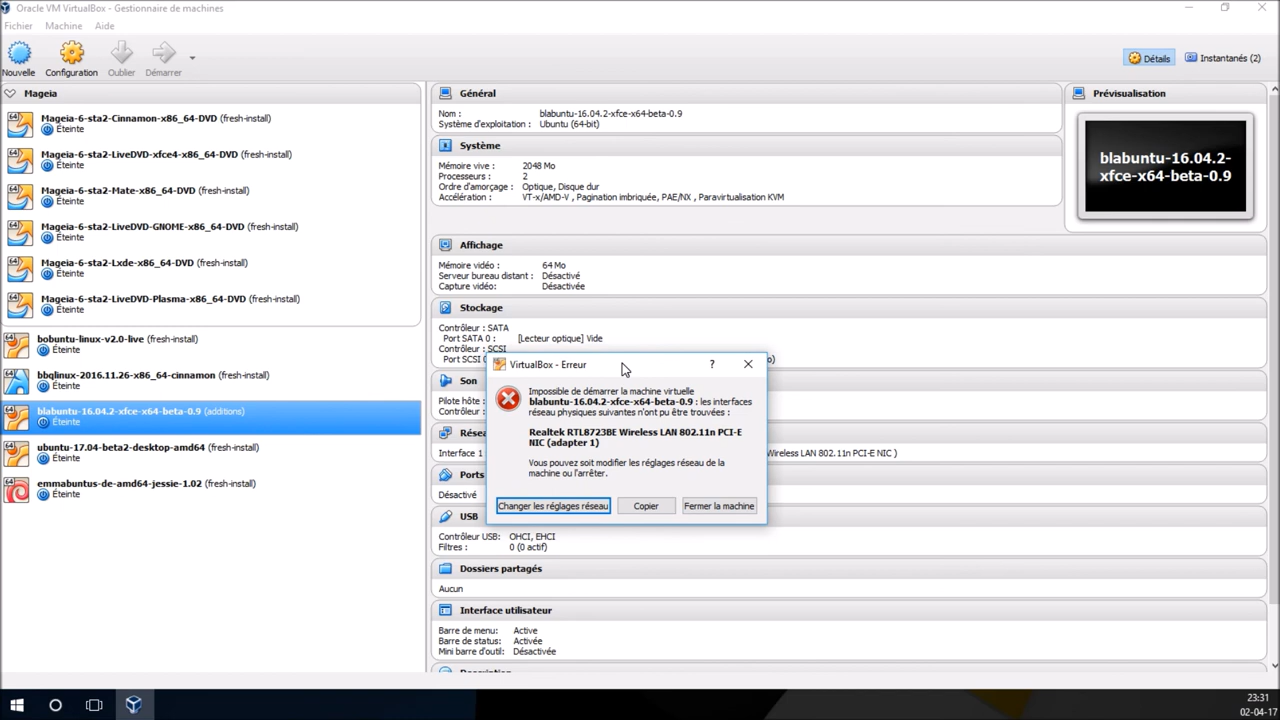 Oracle VM VirtualBox - Gestionnaire de machines
Fichier Machine Aide
Nouvelle Configuration Oublier Démarrer
Détails Instantanés (2)
Mageia
Mageia-6-sta2-Cinnamon-x86_64-DVD (fresh-install)
Éteinte
Mageia-6-sta2-LiveDVD-xfce4-x86_64-DVD (fresh-install)
Éteinte
Mageia-6-sta2-Mate-x86_64-DVD (fresh-install)
Éteinte
Mageia-6-sta2-LiveDVD-GNOME-x86_64-DVD (fresh-install)
Éteinte
Mageia-6-sta2-Lxde-x86_64-DVD (fresh-install)
Éteinte
Mageia-6-sta2-LiveDVD-Plasma-x86_64-DVD (fresh-install)
Éteinte
bobuntu-linux-v2.0-live (fresh-install)
Éteinte
bbqlinux-2016.11.26-x86_64-cinnamon (fresh-install)
Éteinte
blabuntu-16.04.2-xfce-x64-beta-0.9 (additions)
Éteinte
ubuntu-17.04-beta2-desktop-amd64 (fresh-install)
Éteinte
emmabuntus-de-amd64-jessie-1.02 (fresh-install)
Éteinte
Général
Nom : blabuntu-16.04.2-xfce-x64-beta-0.9
Système d'exploitation : Ubuntu (64-bit)
Système
Mémoire vive : 2048 Mo
Processeurs : 2
Ordre d'amorçage : Optique, Disque dur
Accélération : VT-x/AMD-V , Pagination imbriquée, PAE/NX , Paravirtualisation KVM
Prévisualisation
blabuntu-16.04.2-
xfce-x64-beta-0.9
Affichage
Mémoire vidéo : 64 Mo
Serveur bureau distant : Désactivé
Capture vidéo : Désactivée
Stockage
Contrôleur : SATA
Port SATA 0 : [Lecteur optique] Vide
Contrôleur : SCSI
Port SCSI
Son
Pilote hôte
Contrôleur :
Interface 1
Wireless LAN 802.11n PCI-E NIC )
Ports
Désactivé
USB
Contrôleur USB: OHCI, EHCI
Filtres : 0 (0 actif)
Dossiers partagés
Aucun
Interface utilisateur
Barre de menu: Active
Barre de status: Activée
Mini barre d'outil: Désactivée
VirtualBox - Erreur ?
Impossible de démarrer la machine virtuelle
blabuntu-16.04.2-xfce-x64-beta-0.9 : les interfaces
réseau physiques suivantes n'ont pu être trouvées :
Realtek RTL8723BE Wireless LAN 802.11n PCI-E
NIC (adapter 1)
Vous pouvez soit modifier les réglages réseau de la
machine ou l'arrêter.
Changer les réglages réseau Copier Fermer la machine
23:31
02-04-17